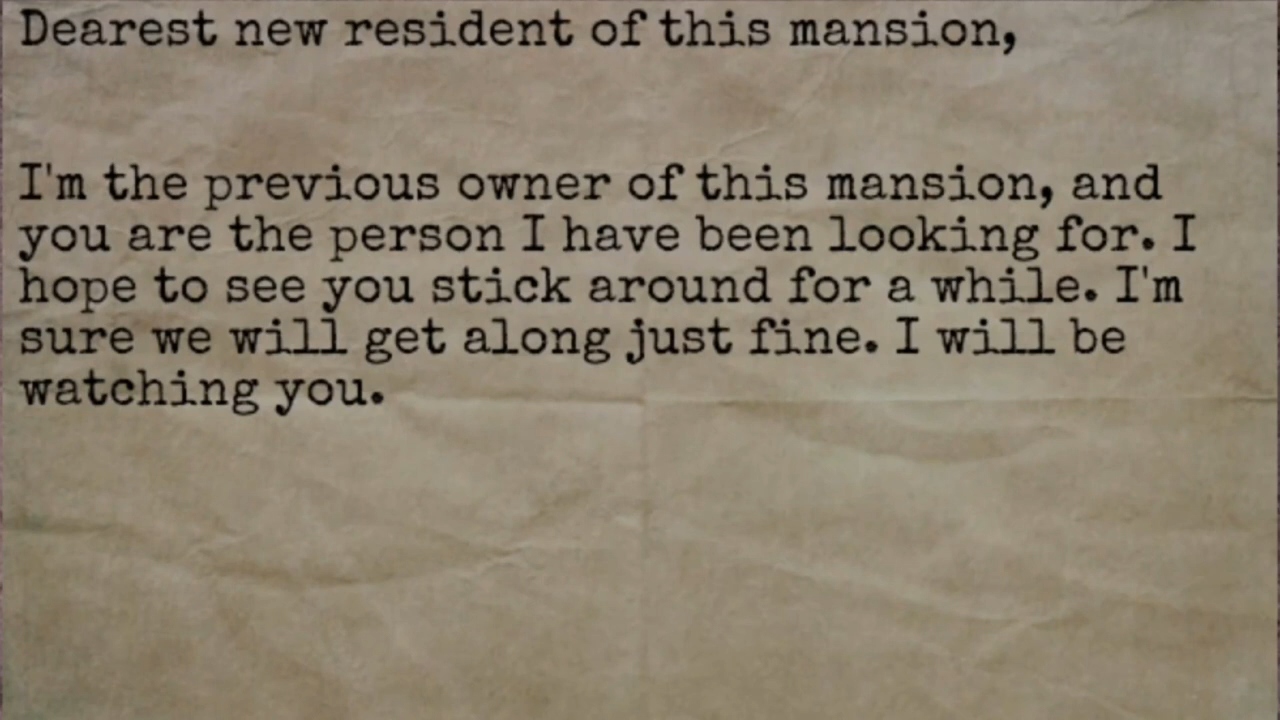 Dearest new resident of this mansion,
I'm the previous owner of this mansion, and
you are the person I have been looking for. I
hope to see you stick around for a while. I'm
sure we will get along just fine. I will be
watching you.